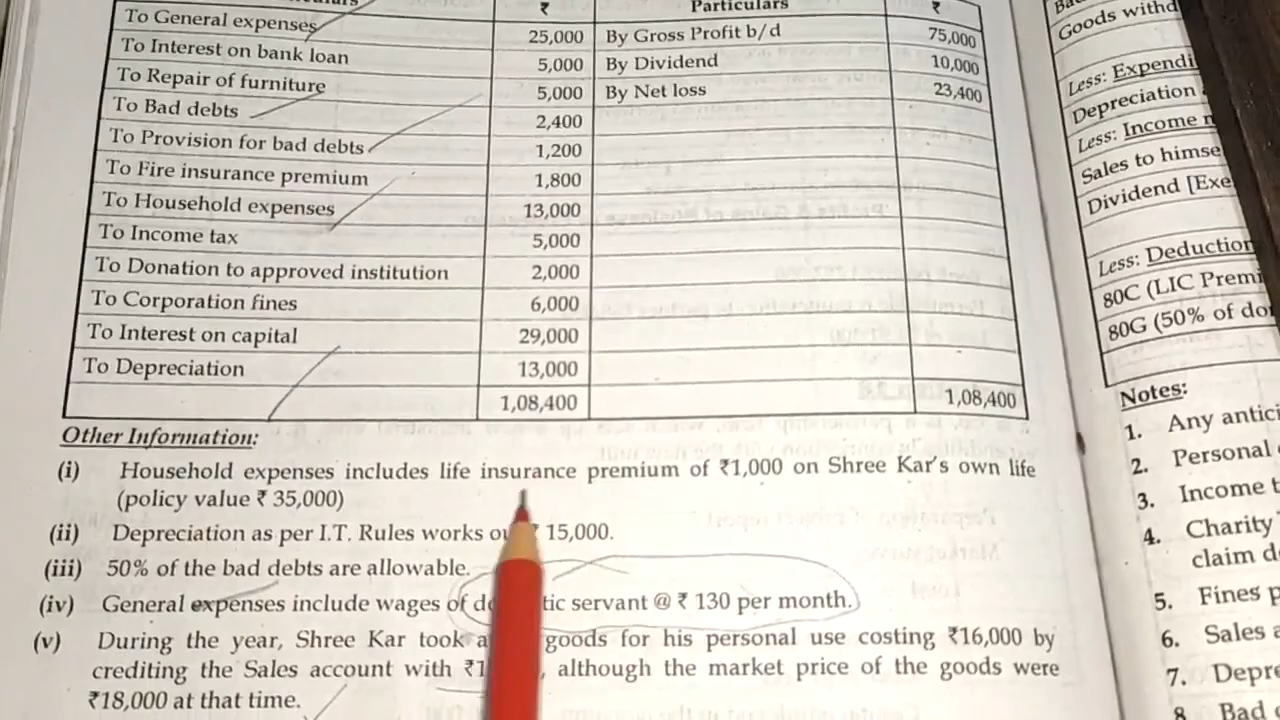 ₹ Particulars ₹
To General expenses 25,000 By Gross Profit b/d 75,000
To Interest on bank loan 5,000 By Dividend 10,000
To Repair of furniture 5,000 By Net loss 23,400
To Bad debts 2,400
To Provision for bad debts 1,200
To Fire insurance premium 1,800
To Household expenses 13,000
To Income tax 5,000
To Donation to approved institution 2,000
To Corporation fines 6,000
To Interest on capital 29,000
To Depreciation 13,000
1,08,400 1,08,400
Other Information:
(i) Household expenses includes life insurance premium of ₹1,000 on Shree Kar's own life
(policy value ₹ 35,000)
(ii) Depreciation as per I.T. Rules works 15,000.
(iii) 50% of the bad debts are allowable.
(iv) General expenses include wages of servant @ ₹ 130 per month.
(v) During the year, Shree Kar took goods for his personal use costing ₹16,000 by
crediting the Sales account with , although the market price of the goods were
₹18,000 at that time.
Goods
Less:
Depreciation
Less: Income
Sales to
Dividend
Less:
80C (LIC
80G (50% of
Notes:
1. Any
2. Personal
3. Income
4. Charity
claim
5. Fines
6. Sales
7.
8. Bad